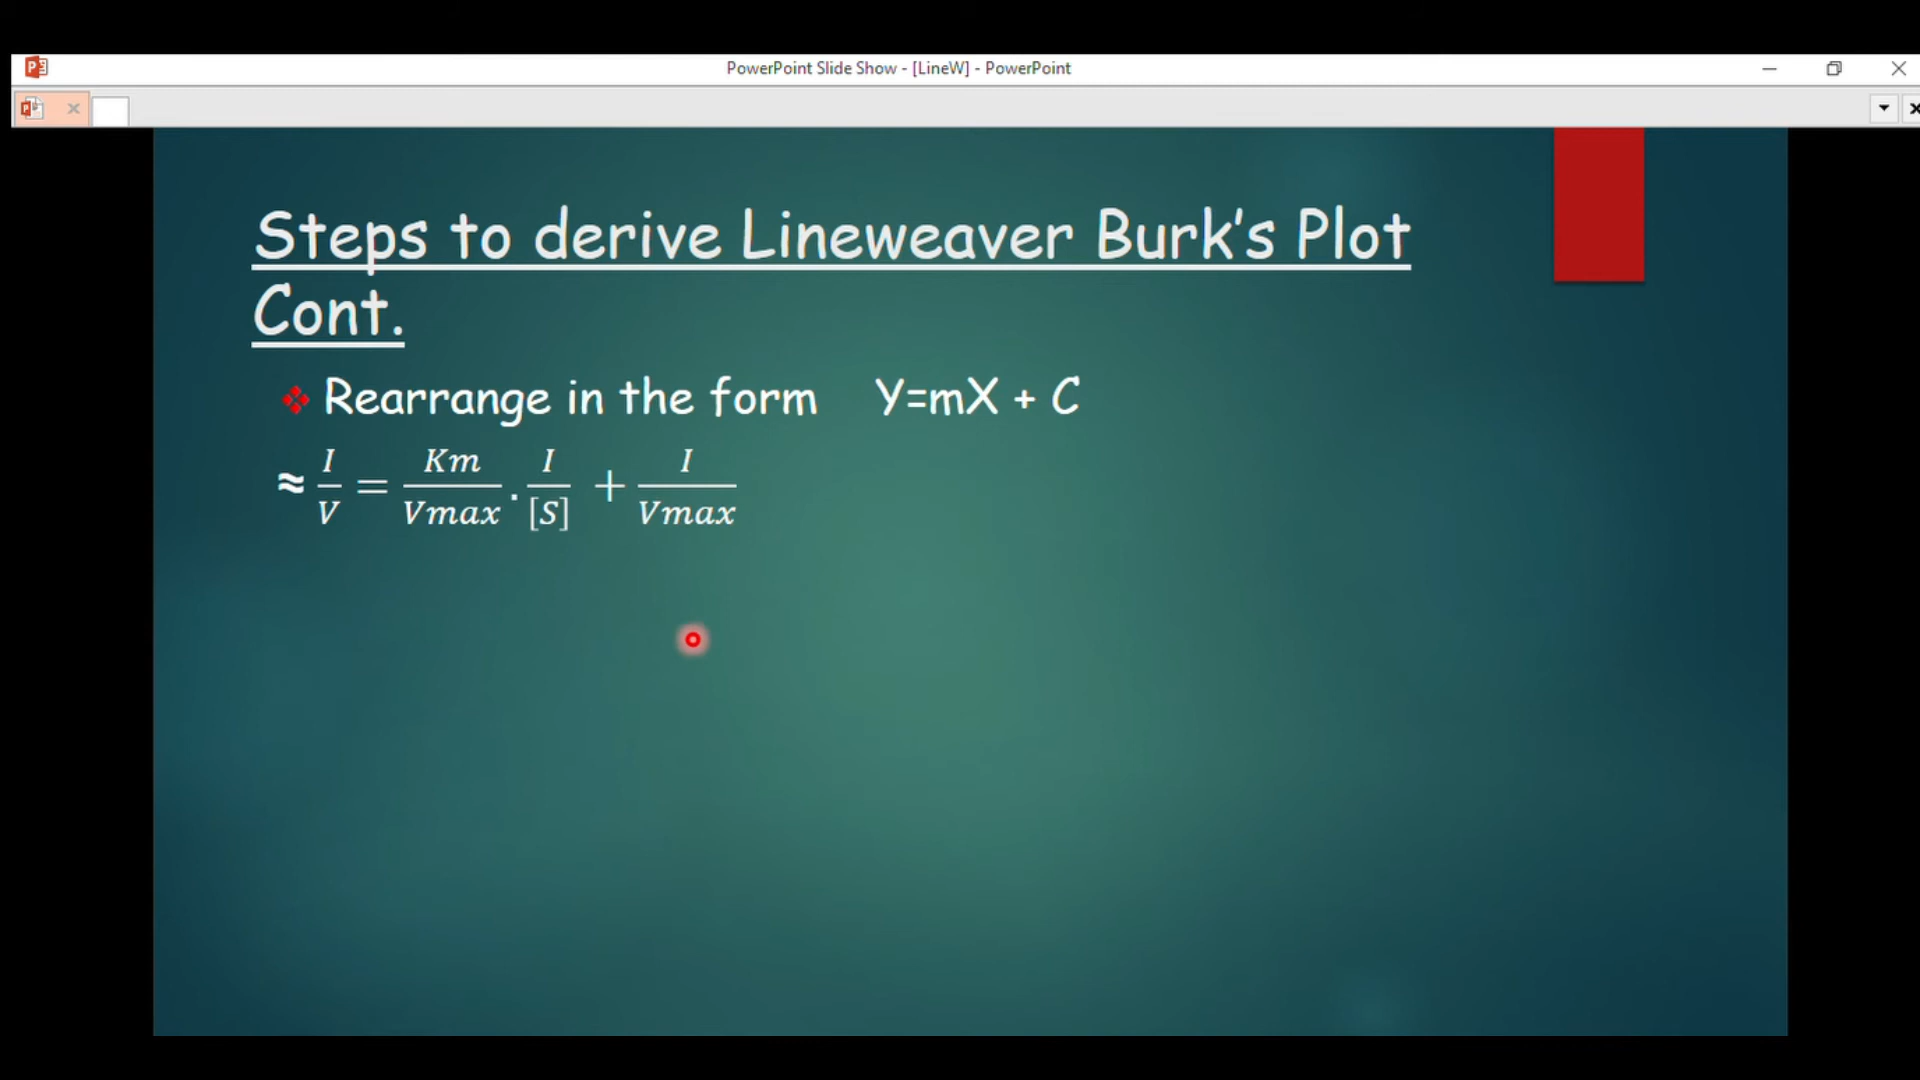 PowerPoint Slide Show - [LineW] - PowerPoint
Steps to derive Lineweaver Burk's Plot
Cont.
❖ Rearrange in the form Y=mX + C
≈ I/V = Km/Vmax . I/[S] + I/Vmax